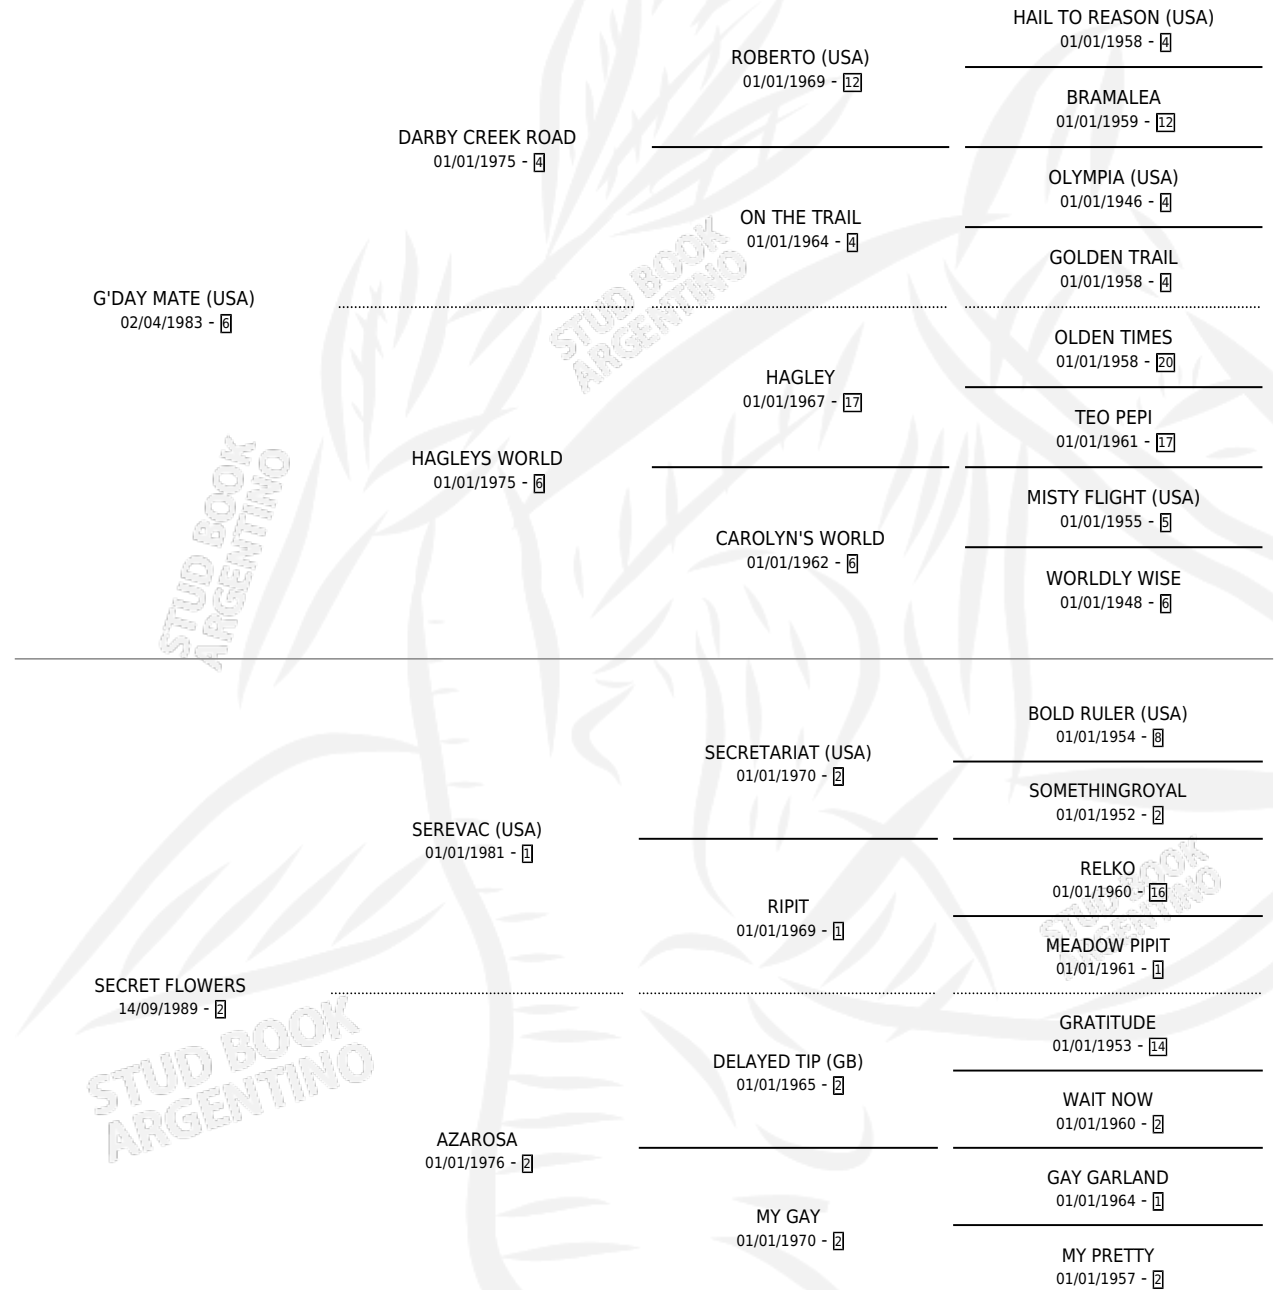 HAIL TO REASON (USA)
01/01/1958 - 4
ROBERTO (USA)
01/01/1969 - 12
BRAMALEA
01/01/1959 - 12
DARBY CREEK ROAD
01/01/1975 - 4
OLYMPIA (USA)
01/01/1946 - 4
ON THE TRAIL
01/01/1964 - 4
GOLDEN TRAIL
01/01/1958 - 4
G'DAY MATE (USA)
02/04/1983 - 6
STUD BOOK
ARGENTINO
OLDEN TIMES
01/01/1958 - 20
HAGLEY
01/01/1967 - 17
TEO PEPI
01/01/1961 - 17
HAGLEYS WORLD
01/01/1975 - 6
MISTY FLIGHT (USA)
01/01/1955 - 5
CAROLYN'S WORLD
01/01/1962 - 6
WORLDLY WISE
01/01/1948 - 6
STUD BOOK
ARGENTINO
BOLD RULER (USA)
01/01/1954 - 8
SECRETARIAT (USA)
01/01/1970 - 2
SOMETHINGROYAL
01/01/1952 - 2
SEREVAC (USA)
01/01/1981 - 1
RELKO
01/01/1960 - 16
STUD BOOK
ARGENTINO
RIPIT
01/01/1969 - 1
MEADOW PIPIT
01/01/1961 - 1
SECRET FLOWERS
14/09/1989 - 2
GRATITUDE
01/01/1953 - 14
STUD BOOK
ARGENTINO
DELAYED TIP (GB)
01/01/1965 - 2
WAIT NOW
01/01/1960 - 2
AZAROSA
01/01/1976 - 2
GAY GARLAND
01/01/1964 - 1
MY GAY
01/01/1970 - 2
MY PRETTY
01/01/1957 - 2